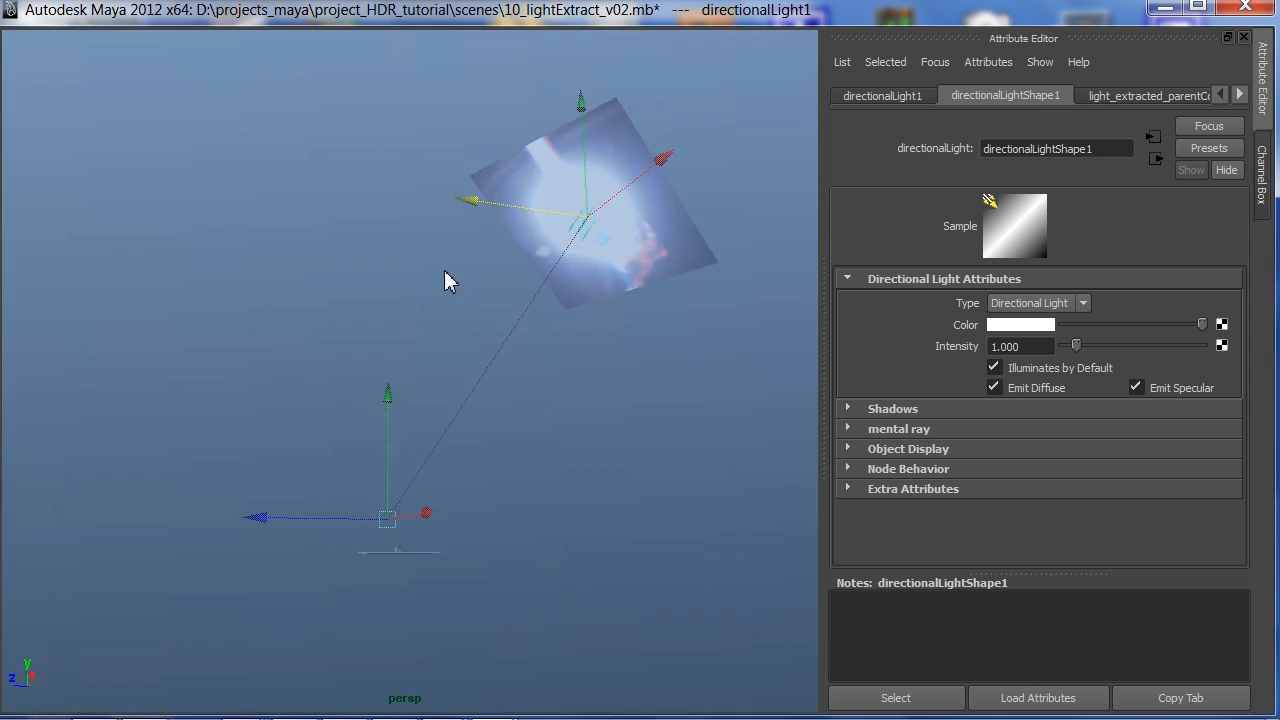 Autodesk Maya 2012 x64: D:\projects_maya\project_HDR_tutorial\scenes\10_lightExtract_v02.mb*   ---   directionalLight1
Attribute Editor
List Selected Focus Attributes Show Help
directionalLight1 directionalLightShape1 light_extracted_parentCo
Focus
directionalLight: directionalLightShape1
Presets
Show Hide
Sample
Directional Light Attributes
Type Directional Light
Color
Intensity 1.000
Illuminates by Default
Emit Diffuse Emit Specular
Shadows
mental ray
Object Display
Node Behavior
Extra Attributes
Notes: directionalLightShape1
Select Load Attributes Copy Tab
Attribute Editor
Channel Box
y
z x
persp